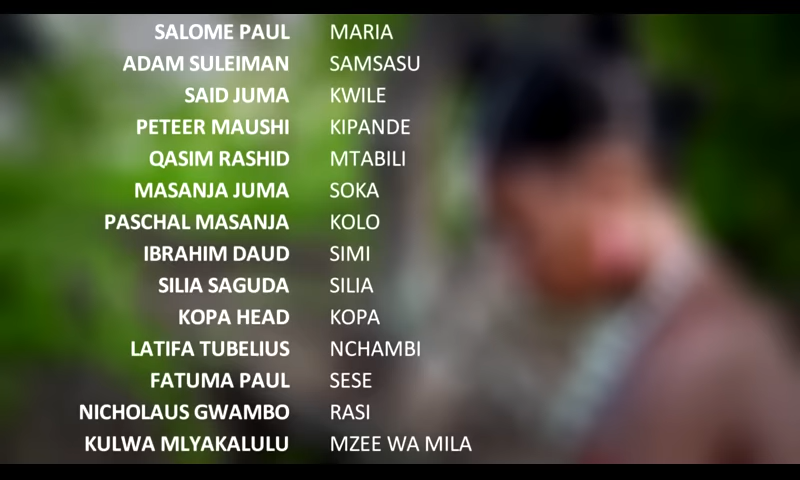 SALOME PAUL MARIA
ADAM SULEIMAN SAMSASU
SAID JUMA KWILE
PETEER MAUSHI KIPANDE
QASIM RASHID MTABILI
MASANJA JUMA SOKA
PASCHAL MASANJA KOLO
IBRAHIM DAUD SIMI
SILIA SAGUDA SILIA
KOPA HEAD KOPA
LATIFA TUBELIUS NCHAMBI
FATUMA PAUL SESE
NICHOLAUS GWAMBO RASI
KULWA MLYAKALULU MZEE WA MILA